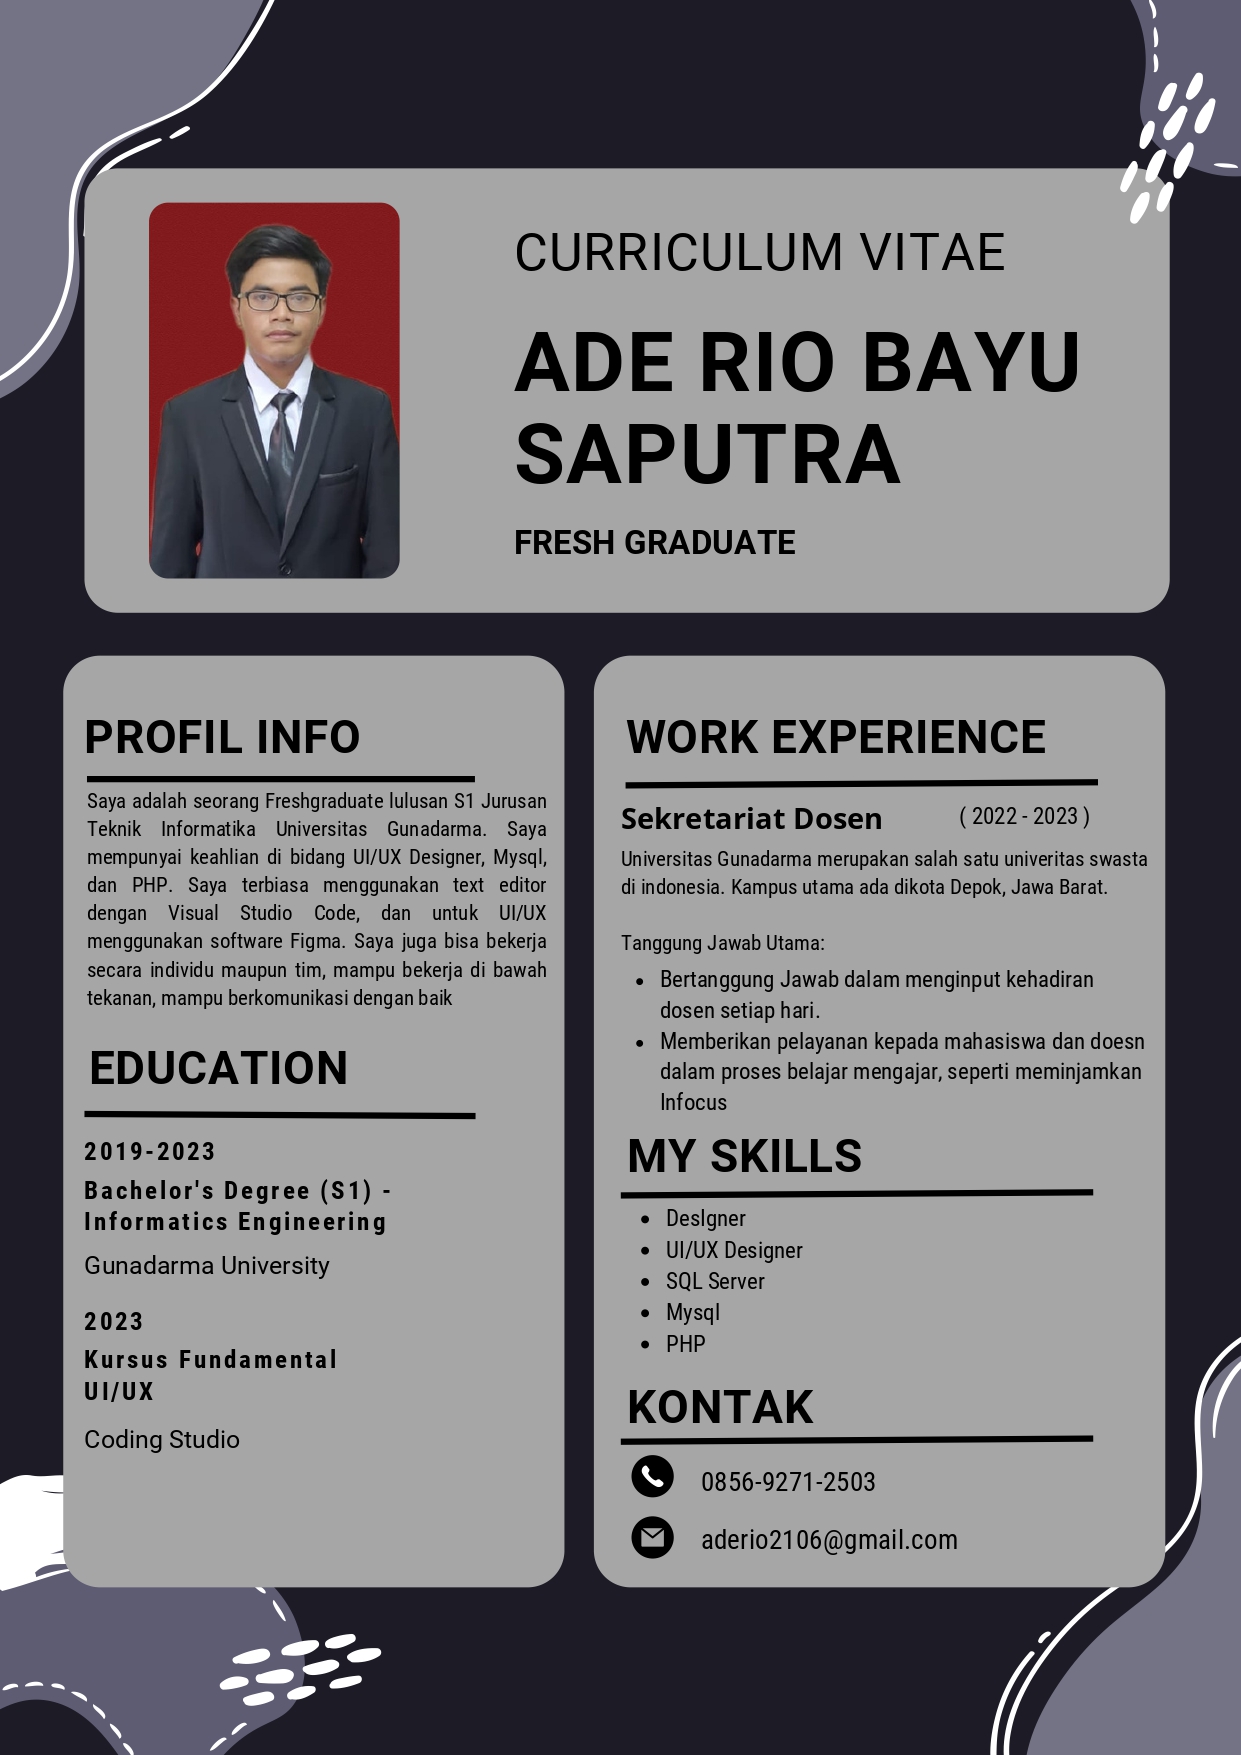 CURRICULUM VITAE
ADE RIO BAYU
SAPUTRA
FRESH GRADUATE
PROFIL INFO
Saya adalah seorang Freshgraduate lulusan S1 Jurusan
Teknik Informatika Universitas Gunadarma. Saya
mempunyai keahlian di bidang UI/UX Designer, Mysql,
dan PHP. Saya terbiasa menggunakan text editor
dengan Visual Studio Code, dan untuk UI/UX
menggunakan software Figma. Saya juga bisa bekerja
secara individu maupun tim, mampu bekerja di bawah
tekanan, mampu berkomunikasi dengan baik
EDUCATION
2019-2023
Bachelor's Degree (S1) -
Informatics Engineering
Gunadarma University
2023
Kursus Fundamental
UI/UX
Coding Studio
WORK EXPERIENCE
Sekretariat Dosen ( 2022 - 2023 )
Universitas Gunadarma merupakan salah satu univeritas swasta
di indonesia. Kampus utama ada dikota Depok, Jawa Barat.
Tanggung Jawab Utama:
• Bertanggung Jawab dalam menginput kehadiran
dosen setiap hari.
• Memberikan pelayanan kepada mahasiswa dan doesn
dalam proses belajar mengajar, seperti meminjamkan
Infocus
MY SKILLS
• DesIgner
• UI/UX Designer
• SQL Server
• Mysql
• PHP
KONTAK
0856-9271-2503
aderio2106@gmail.com